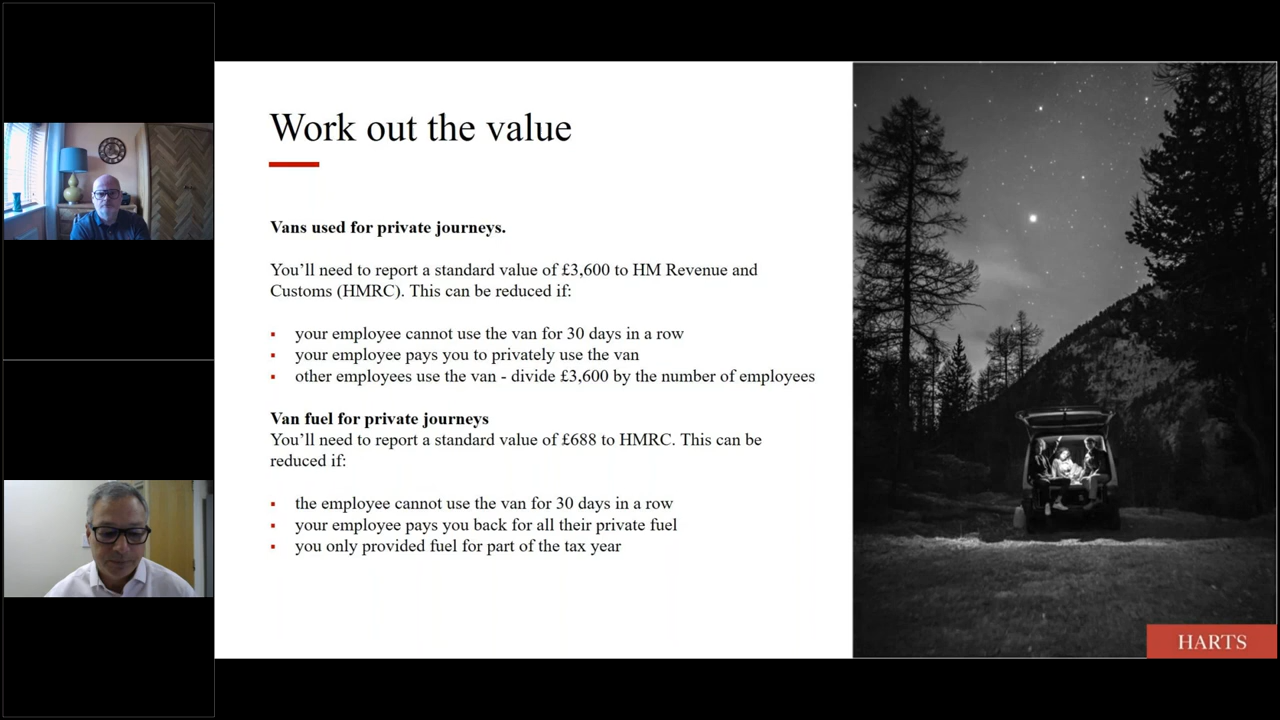 Work out the value
Vans used for private journeys.
You’ll need to report a standard value of £3,600 to HM Revenue and
Customs (HMRC). This can be reduced if:
▪ your employee cannot use the van for 30 days in a row
▪ your employee pays you to privately use the van
▪ other employees use the van - divide £3,600 by the number of employees
Van fuel for private journeys
You’ll need to report a standard value of £688 to HMRC. This can be
reduced if:
▪ the employee cannot use the van for 30 days in a row
▪ your employee pays you back for all their private fuel
▪ you only provided fuel for part of the tax year
HARTS